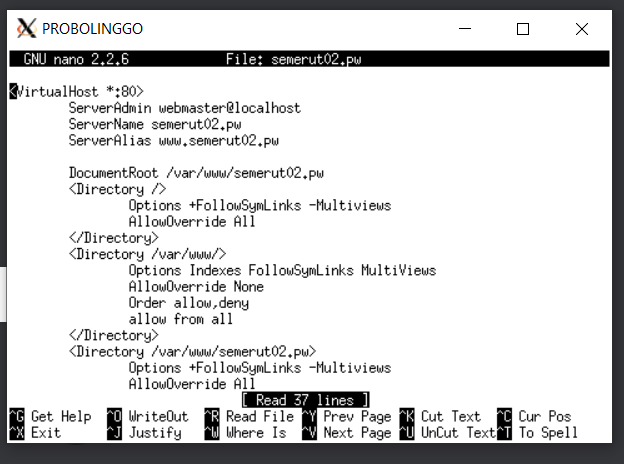 PROBOLINGGO
GNU nano 2.2.6 File: semerut02.pw
<VirtualHost *:80>
ServerAdmin webmaster@localhost
ServerName semerut02.pw
ServerAlias www.semerut02.pw
DocumentRoot /var/www/semerut02.pw
<Directory />
Options +FollowSymLinks -Multiviews
AllowOverride All
</Directory>
<Directory /var/www/>
Options Indexes FollowSymLinks MultiViews
AllowOverride None
Order allow,deny
allow from all
</Directory>
<Directory /var/www/semerut02.pw>
Options +FollowSymLinks -Multiviews
AllowOverride All
[ Read 37 lines ]
^G Get Help ^O WriteOut ^R Read File ^Y Prev Page ^K Cut Text ^C Cur Pos
^X Exit ^J Justify ^W Where Is ^V Next Page ^U UnCut Text ^T To Spell